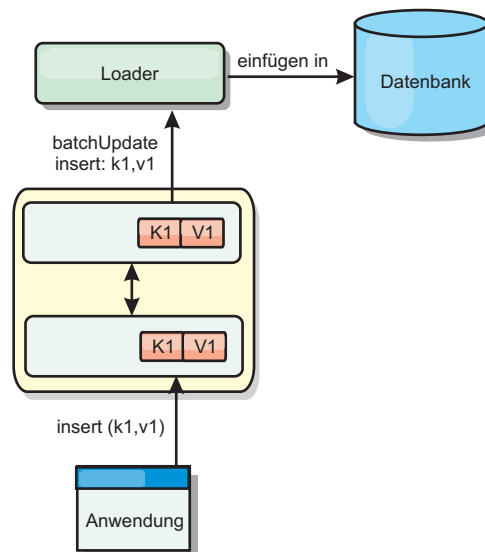 Loader
einfügen in
Datenbank
batchUpdate
insert: k1,v1
K1 V1
K1 V1
insert (k1,v1)
Anwendung